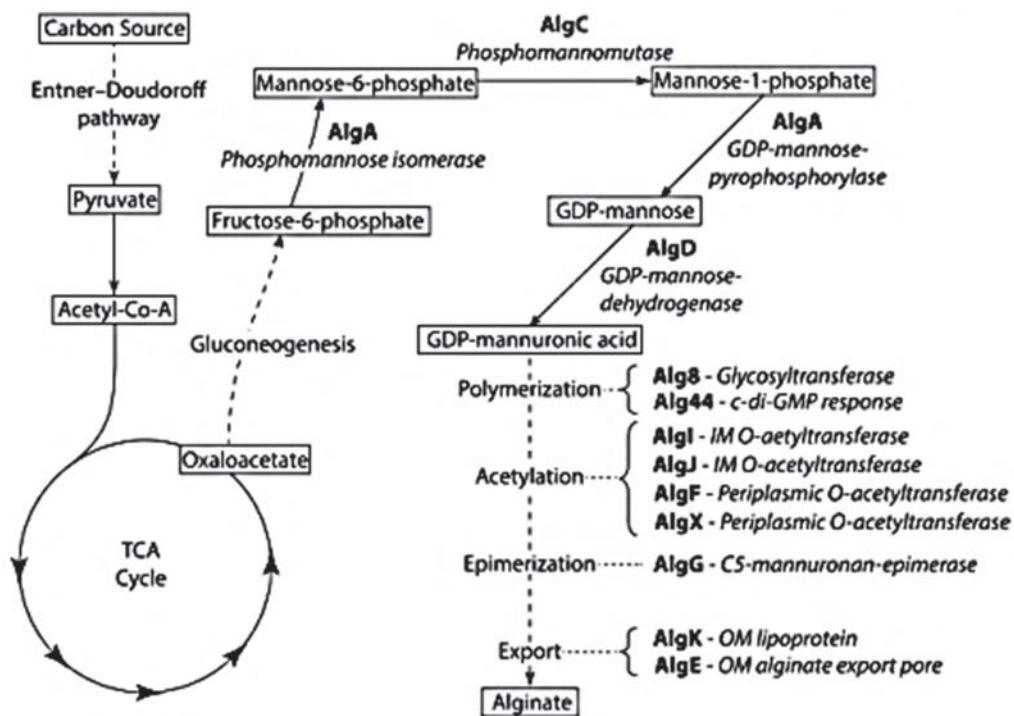 Carbon Source
Entner–Doudoroff
pathway
Pyruvate
Acetyl-Co-A
TCA
Cycle
Oxaloacetate
Gluconeogenesis
Fructose-6-phosphate
AlgA
Phosphomannose isomerase
Mannose-6-phosphate
AlgC
Phosphomannomutase
Mannose-1-phosphate
AlgA
GDP-mannose-
pyrophosphorylase
GDP-mannose
AlgD
GDP-mannose-
dehydrogenase
GDP-mannuronic acid
Polymerization
Alg8 - Glycosyltransferase
Alg44 - c-di-GMP response
Acetylation
AlgI - IM O-aetyltransferase
AlgJ - IM O-acetyltransferase
AlgF - Periplasmic O-acetyltransferase
AlgX - Periplasmic O-acetyltransferase
Epimerization
AlgG - C5-mannuronan-epimerase
Export
AlgK - OM lipoprotein
AlgE - OM alginate export pore
Alginate